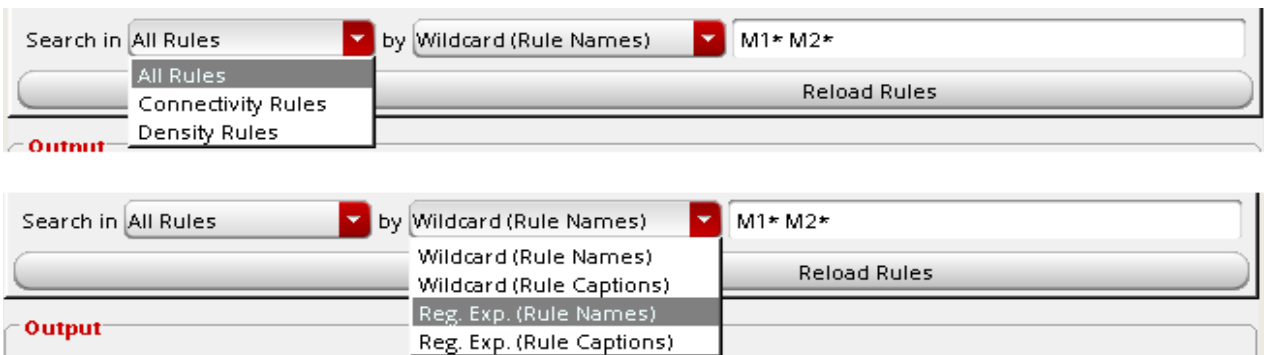 Search in All Rules by Wildcard (Rule Names) M1* M2*
All Rules
Reload Rules
Connectivity Rules
Density Rules
Output
Search in All Rules by Wildcard (Rule Names) M1* M2*
Wildcard (Rule Names)
Reload Rules
Wildcard (Rule Captions)
Reg. Exp. (Rule Names)
Output
Reg. Exp. (Rule Captions)